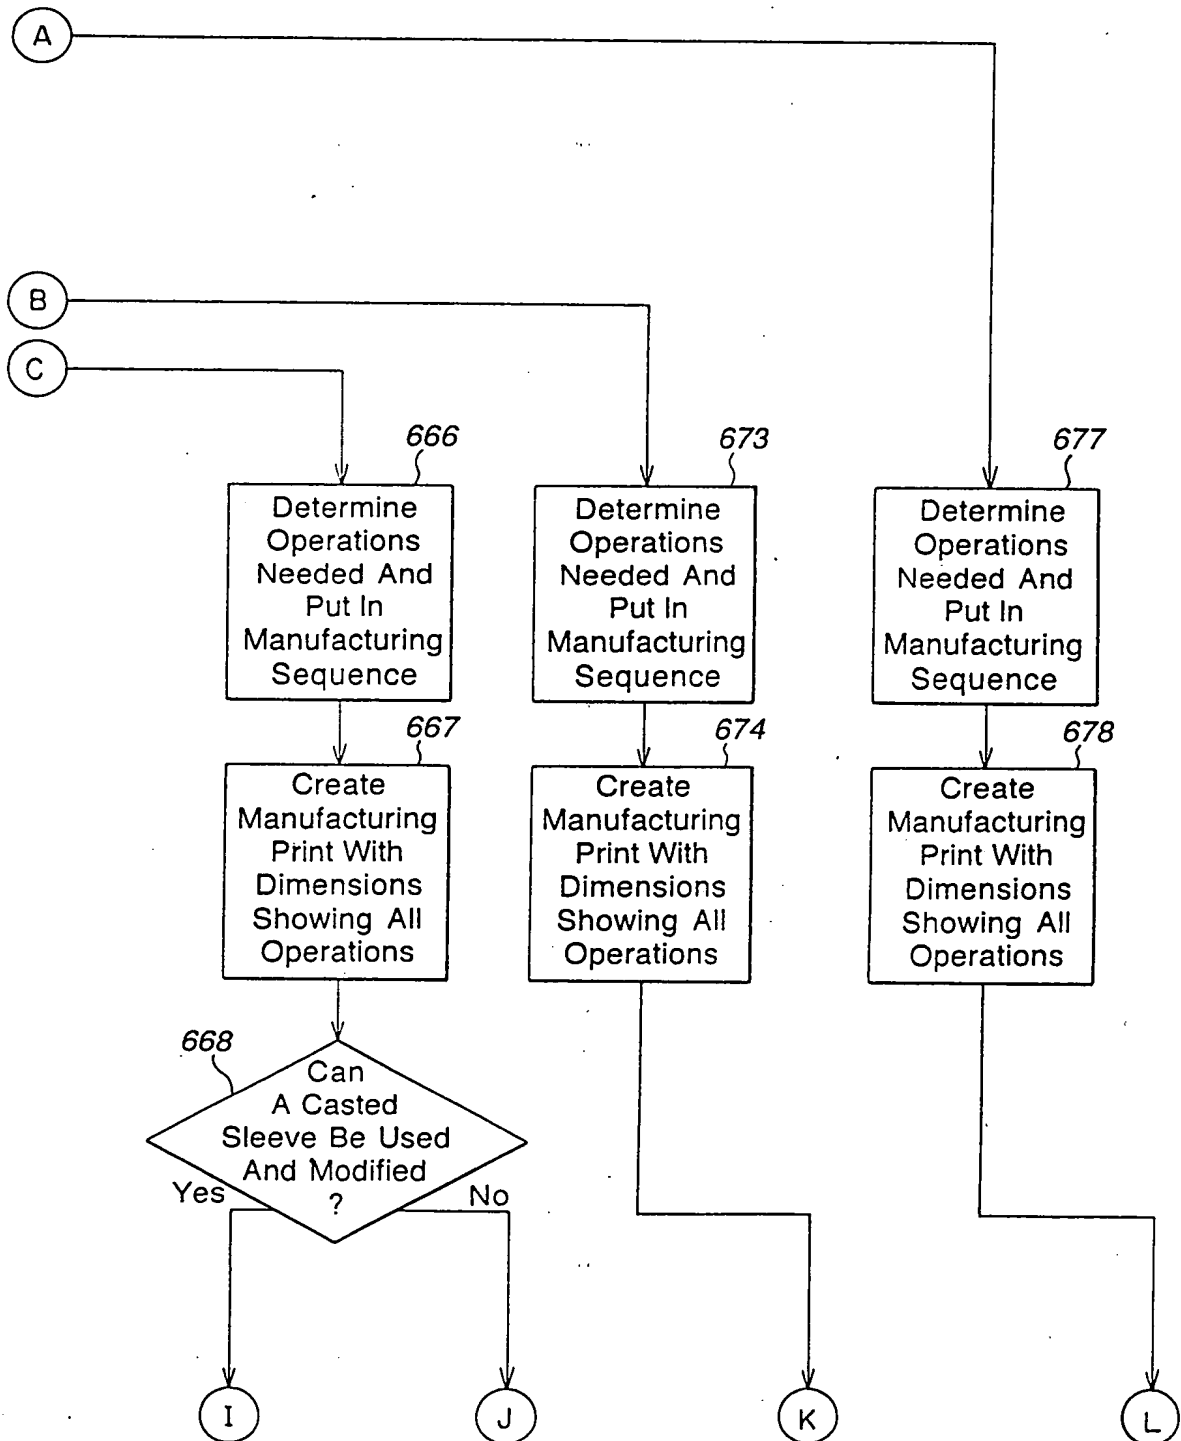 A
B
C
666
Determine
Operations
Needed And
Put In
Manufacturing
Sequence
673
Determine
Operations
Needed And
Put In
Manufacturing
Sequence
677
Determine
Operations
Needed And
Put In
Manufacturing
Sequence
667
Create
Manufacturing
Print With
Dimensions
Showing All
Operations
674
Create
Manufacturing
Print With
Dimensions
Showing All
Operations
678
Create
Manufacturing
Print With
Dimensions
Showing All
Operations
668
Can
A Casted
Sleeve Be Used
And Modified
?
Yes
No
I
J
K
L